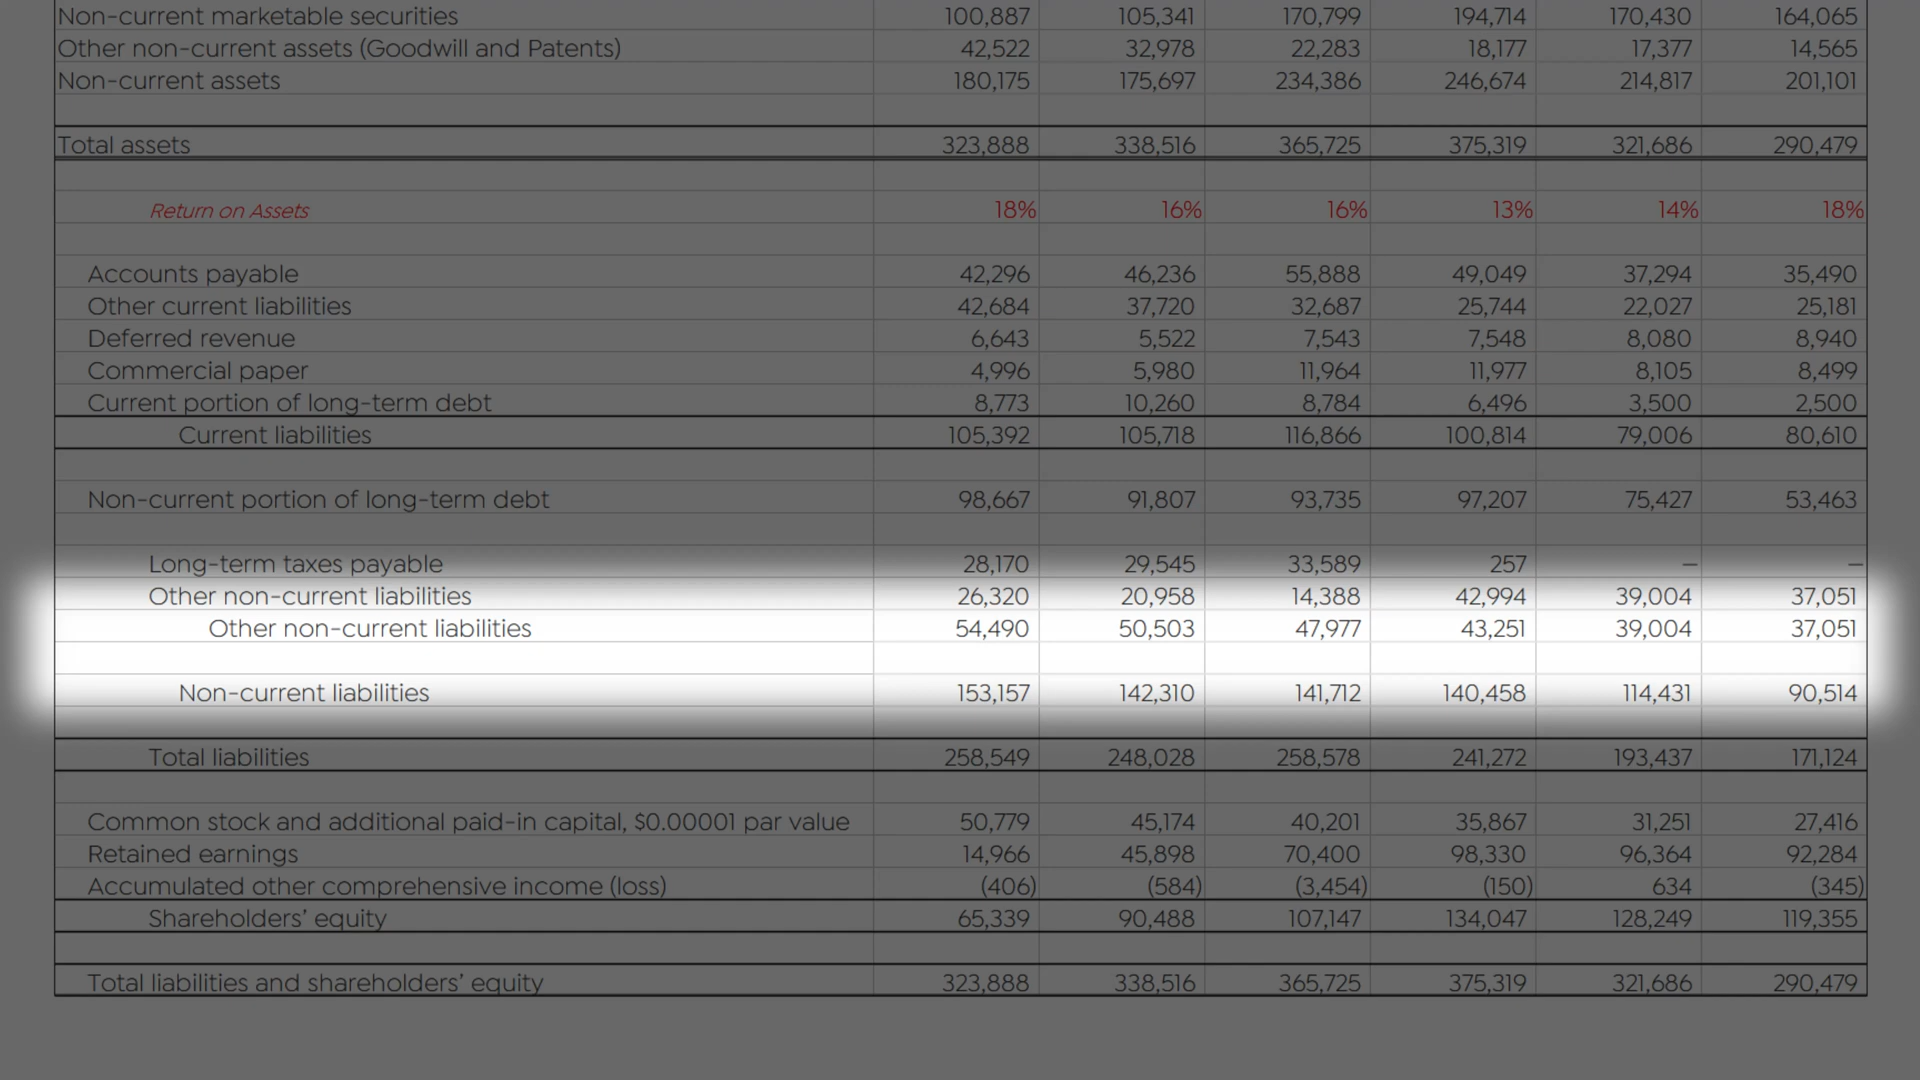 Non-current marketable securities 100,887 105,341 170,799 194,714 170,430 164,065
Other non-current assets (Goodwill and Patents) 42,522 32,978 22,283 18,177 17,377 14,565
Non-current assets 180,175 175,697 234,386 246,674 214,817 201,101
Total assets 323,888 338,516 365,725 375,319 321,686 290,479
Return on Assets 18% 16% 16% 13% 14% 18%
Accounts payable 42,296 46,236 55,888 49,049 37,294 35,490
Other current liabilities 42,684 37,720 32,687 25,744 22,027 25,181
Deferred revenue 6,643 5,522 7,543 7,548 8,080 8,940
Commercial paper 4,996 5,980 11,964 11,977 8,105 8,499
Current portion of long-term debt 8,773 10,260 8,784 6,496 3,500 2,500
Current liabilities 105,392 105,718 116,866 100,814 79,006 80,610
Non-current portion of long-term debt 98,667 91,807 93,735 97,207 75,427 53,463
Long-term taxes payable 28,170 29,545 33,589 257 — —
Other non-current liabilities 26,320 20,958 14,388 42,994 39,004 37,051
Other non-current liabilities 54,490 50,503 47,977 43,251 39,004 37,051
Non-current liabilities 153,157 142,310 141,712 140,458 114,431 90,514
Total liabilities 258,549 248,028 258,578 241,272 193,437 171,124
Common stock and additional paid-in capital, $0.00001 par value 50,779 45,174 40,201 35,867 31,251 27,416
Retained earnings 14,966 45,898 70,400 98,330 96,364 92,284
Accumulated other comprehensive income (loss) (406) (584) (3,454) (150) 634 (345)
Shareholders’ equity 65,339 90,488 107,147 134,047 128,249 119,355
Total liabilities and shareholders’ equity 323,888 338,516 365,725 375,319 321,686 290,479